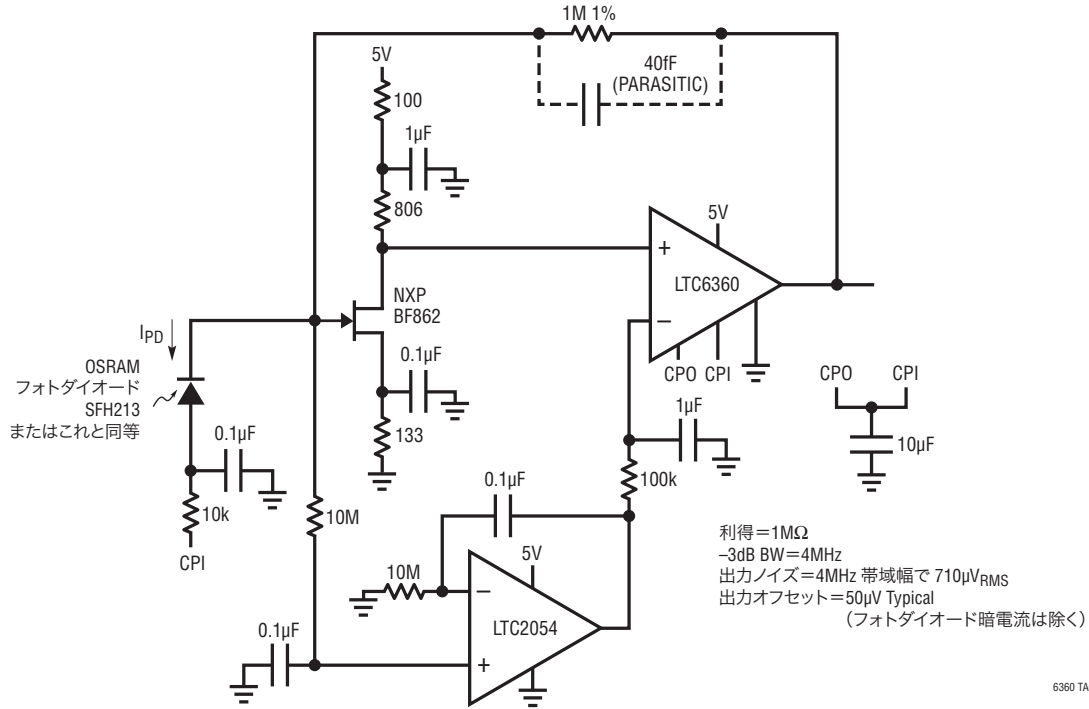 1M 1%
40fF
(PARASITIC)
5V
100
1µF
806
5V
+
LTC6360
–
CPO CPI
NXP
BF862
IPD
OSRAM
フォトダイオード
SFH213
またはこれと同等
0.1µF
133
0.1µF
10k
CPI
10M
1µF
100k
CPO CPI
10µF
0.1µF
5V
10M
–
LTC2054
+
0.1µF
利得=1MΩ
–3dB BW=4MHz
出力ノイズ=4MHz 帯域幅で 710µVRMS
出力オフセット=50µV Typical
(フォトダイオード暗電流は除く)
6360 TA